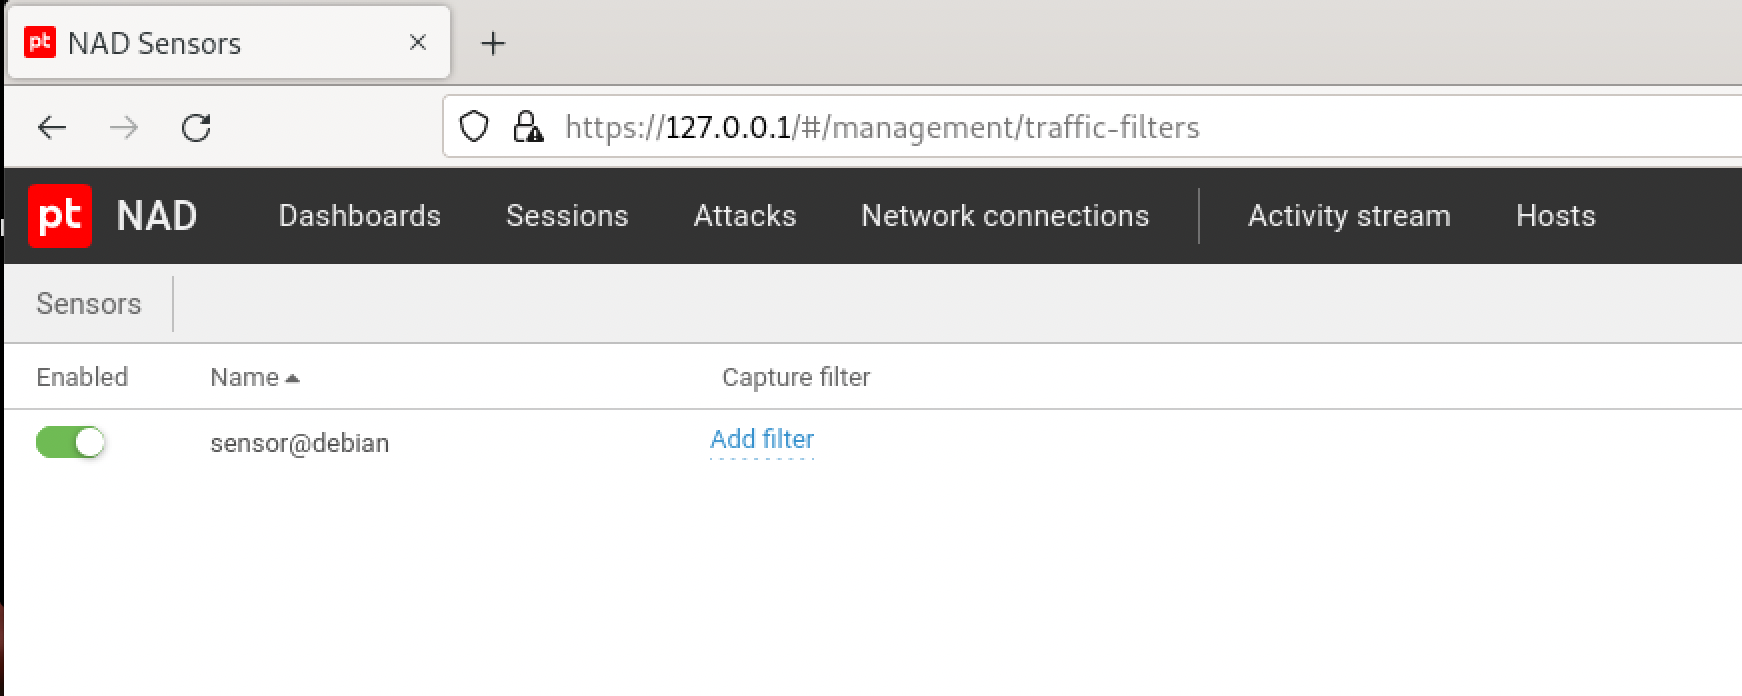 pt NAD Sensors
https://127.0.0.1/#/management/traffic-filters
pt NAD Dashboards Sessions Attacks Network connections Activity stream Hosts
Sensors
Enabled Name Capture filter
sensor@debian Add filter